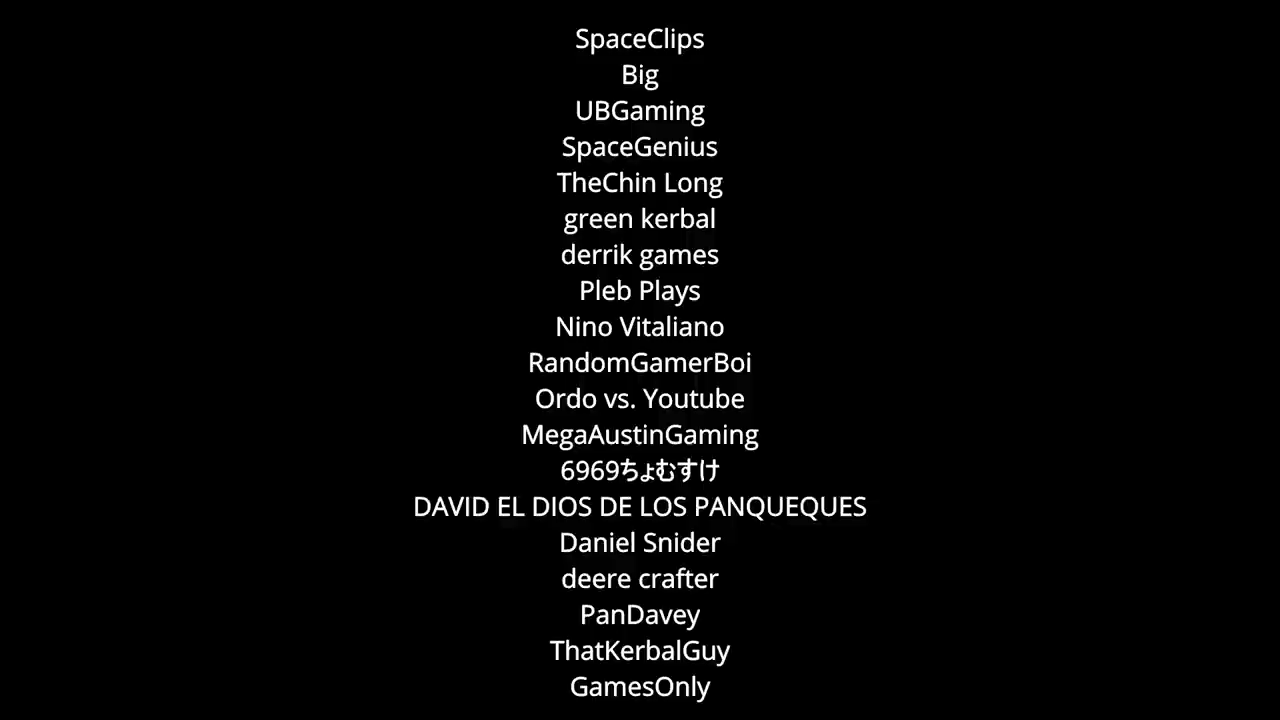 SpaceClips
Big
UBGaming
SpaceGenius
TheChin Long
green kerbal
derrik games
Pleb Plays
Nino Vitaliano
RandomGamerBoi
Ordo vs. Youtube
MegaAustinGaming
6969ちょむすけ
DAVID EL DIOS DE LOS PANQUEQUES
Daniel Snider
deere crafter
PanDavey
ThatKerbalGuy
GamesOnly